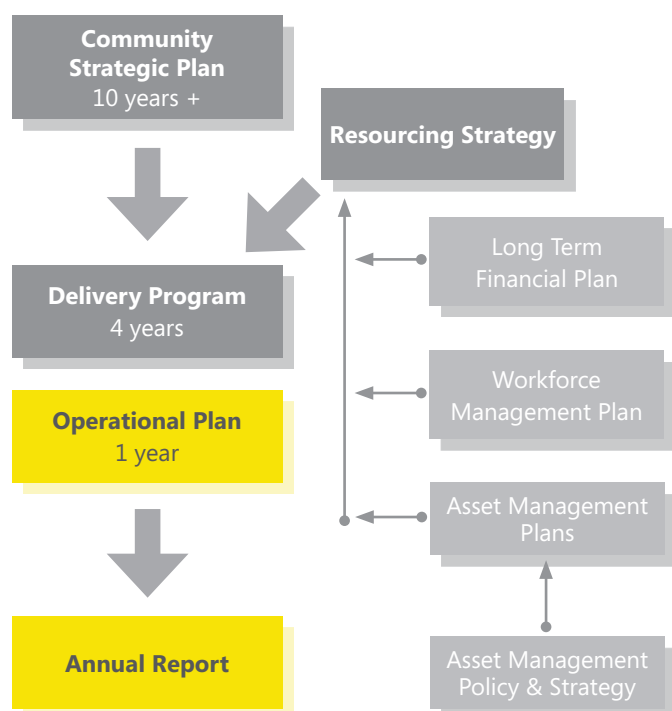 Community
Strategic Plan
10 years +
Resourcing Strategy
Long Term
Financial Plan
Delivery Program
4 years
Workforce
Management Plan
Operational Plan
1 year
Asset Management
Plans
Annual Report
Asset Management
Policy & Strategy